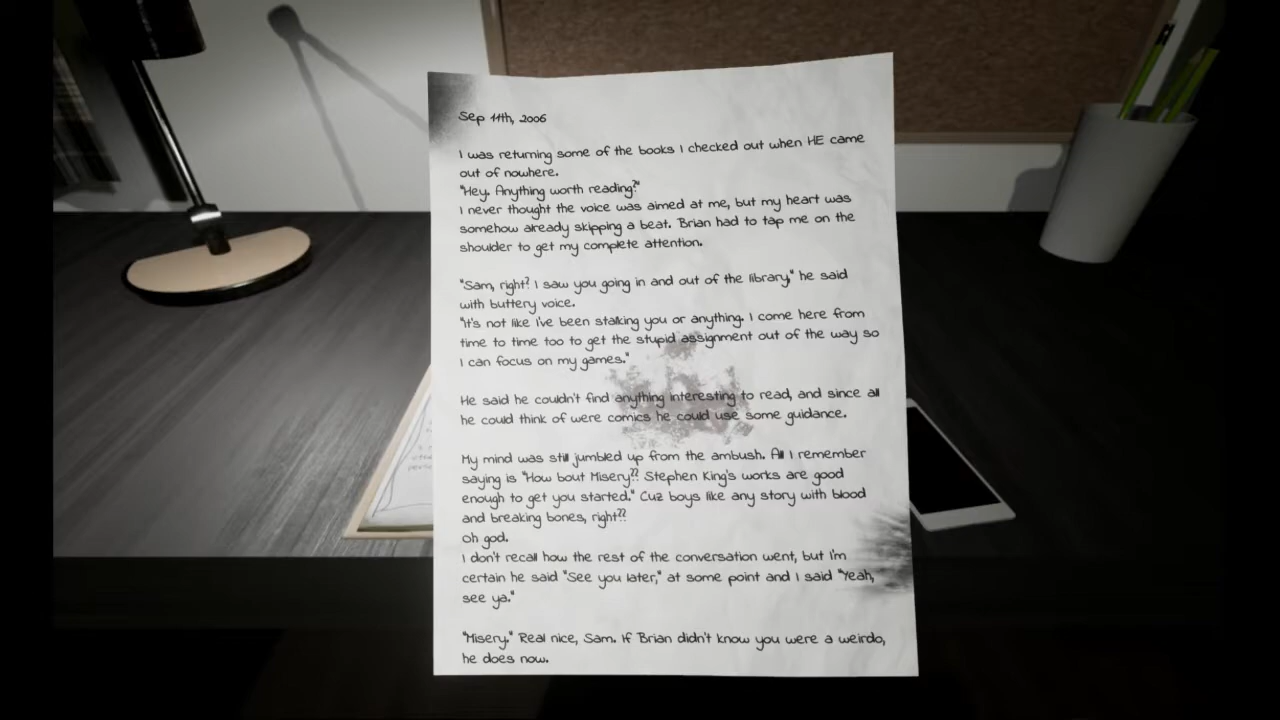 Sep 11th, 2006
I was returning some of the books I checked out when HE came
out of nowhere.
"Hey. Anything worth reading?"
I never thought the voice was aimed at me, but my heart was
somehow already skipping a beat. Brian had to tap me on the
shoulder to get my complete attention.
"Sam, right? I saw you going in and out of the library," he said
with buttery voice.
"It's not like I've been stalking you or anything. I come here from
time to time too to get the stupid assignment out of the way so
I can focus on my games."
He said he couldn't find anything interesting to read, and since all
he could think of were comics he could use some guidance.
My mind was still jumbled up from the ambush. All I remember
saying is "How bout Misery?? Stephen King's works are good
enough to get you started." Cuz boys like any story with blood
and breaking bones, right??
Oh god.
I don't recall how the rest of the conversation went, but I'm
certain he said "See you later," at some point and I said "Yeah,
see ya."
"Misery." Real nice, Sam. If Brian didn't know you were a weirdo,
he does now.